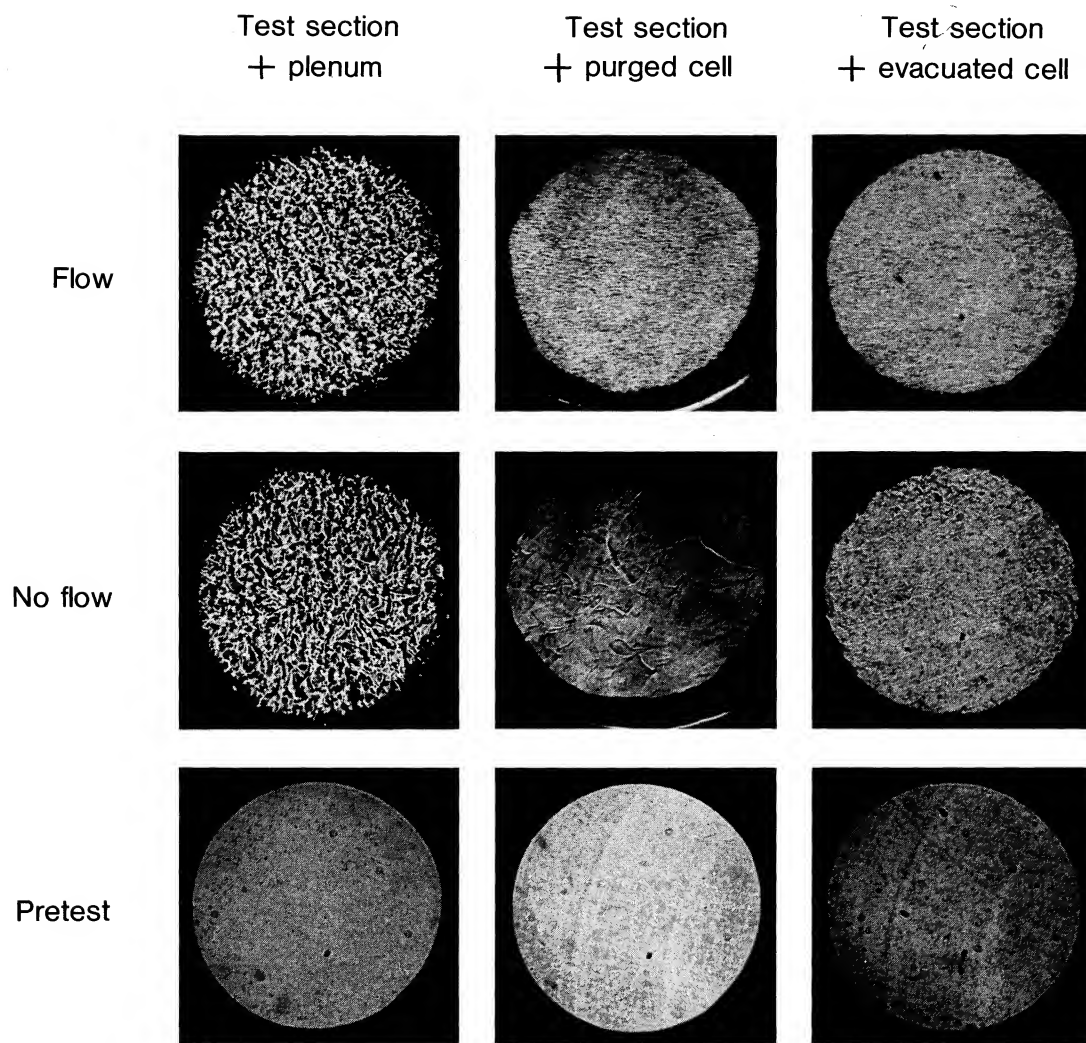 Test section
+ plenum
Test section
+ purged cell
Test section
+ evacuated cell
Flow
No flow
Pretest